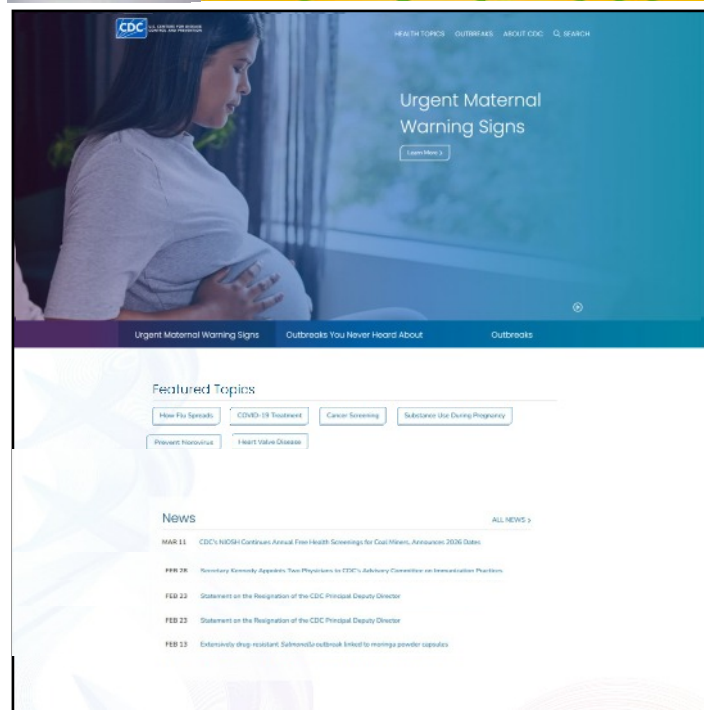 CDC U.S. CENTERS FOR DISEASE
CONTROL AND PREVENTION
HEALTH TOPICS OUTBREAKS ABOUT CDC SEARCH
Urgent Maternal
Warning Signs
Learn More >
Urgent Maternal Warning Signs Outbreaks You Never Heard About Outbreaks
Featured Topics
How Flu Spreads COVID-19 Treatment Cancer Screening Substance Use During Pregnancy
Prevent Norovirus Heart Valve Disease
News ALL NEWS >
MAR 11 CDC's NIOSH Continues Annual Free Health Screenings for Coal Miners, Announces 2026 Dates
FEB 28 Secretary Kennedy Appoints Two Physicians to CDC's Advisory Committee on Immunization Practices
FEB 23 Statement on the Resignation of the CDC Principal Deputy Director
FEB 23 Statement on the Resignation of the CDC Principal Deputy Director
FEB 13 Extensively drug-resistant Salmonella outbreak linked to moringa powder capsules